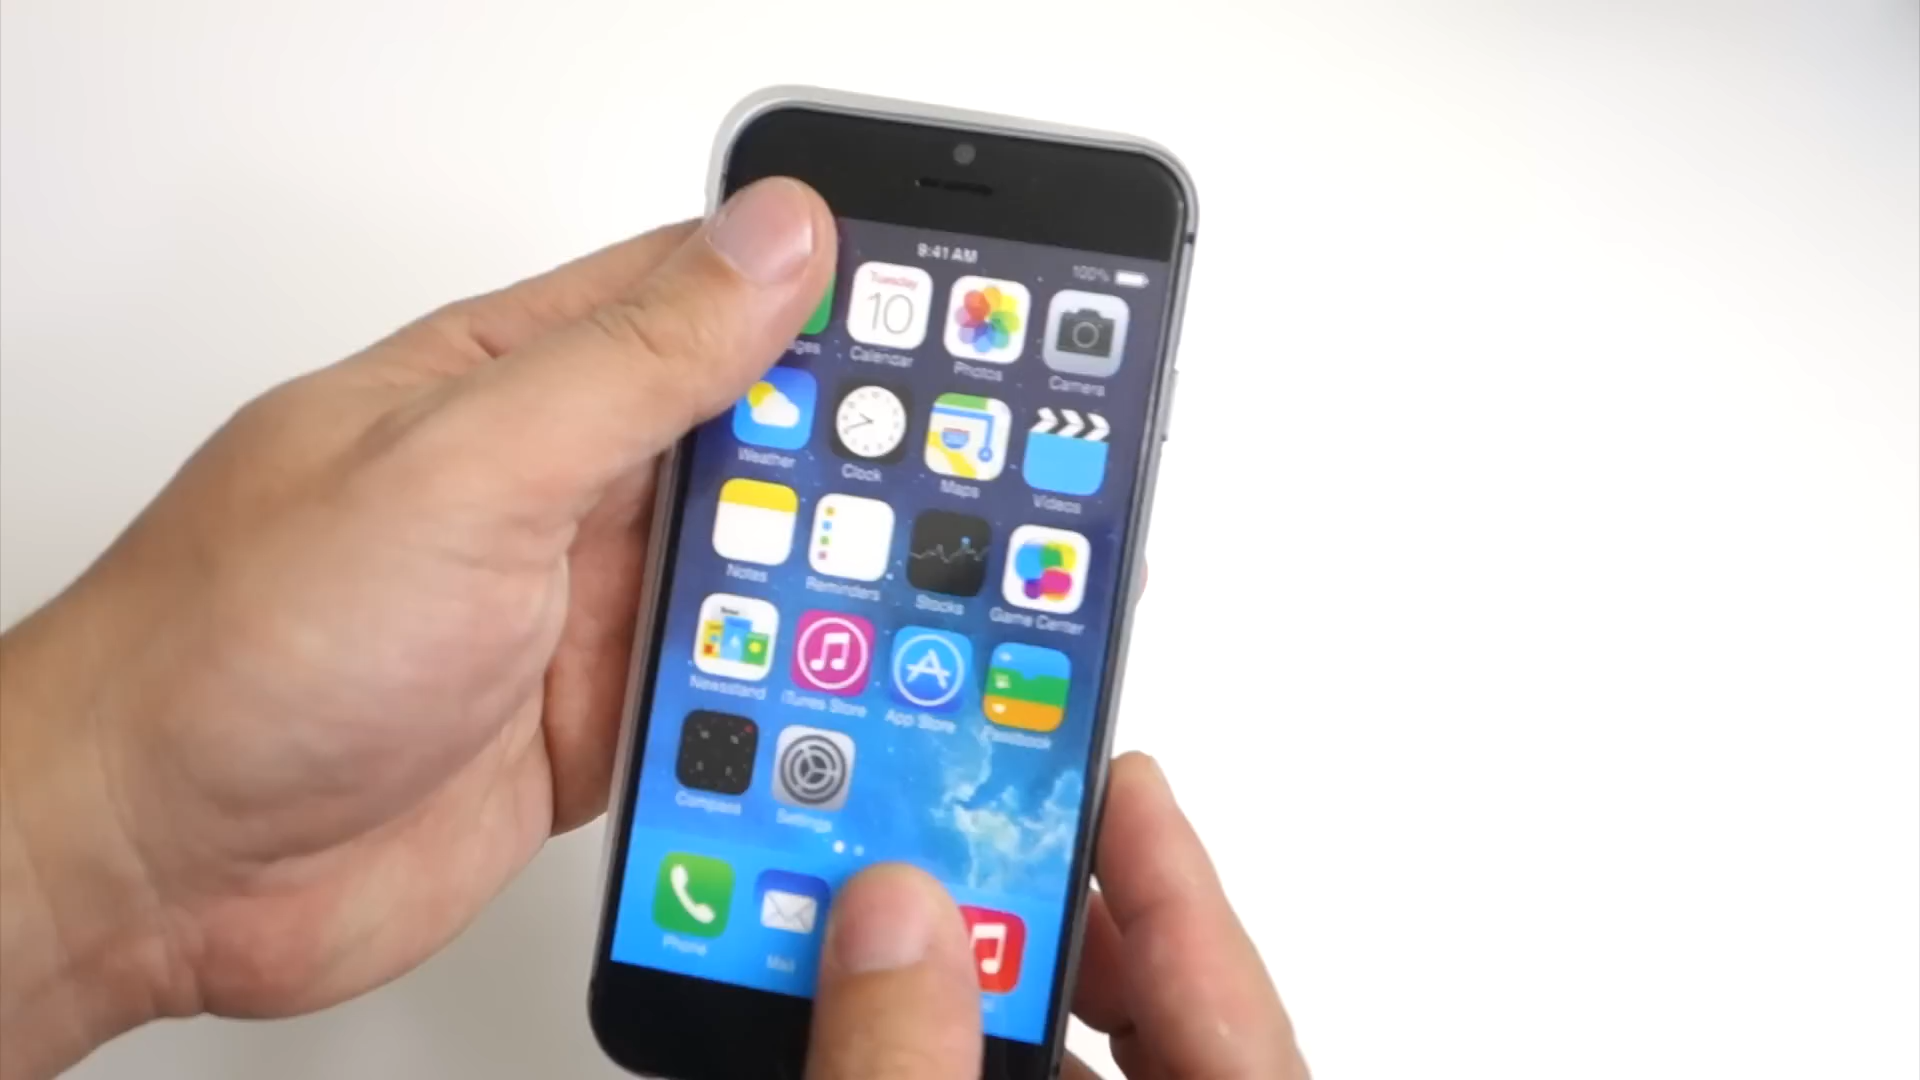 9:41 AM
100%
Tuesday
10
ages
Calendar
Photos
Camera
Weather
Clock
Maps
Videos
Notes
Reminders
Stocks
Game Center
Newsstand
iTunes Store
App Store
Passbook
Compass
Settings
Phone
Mail